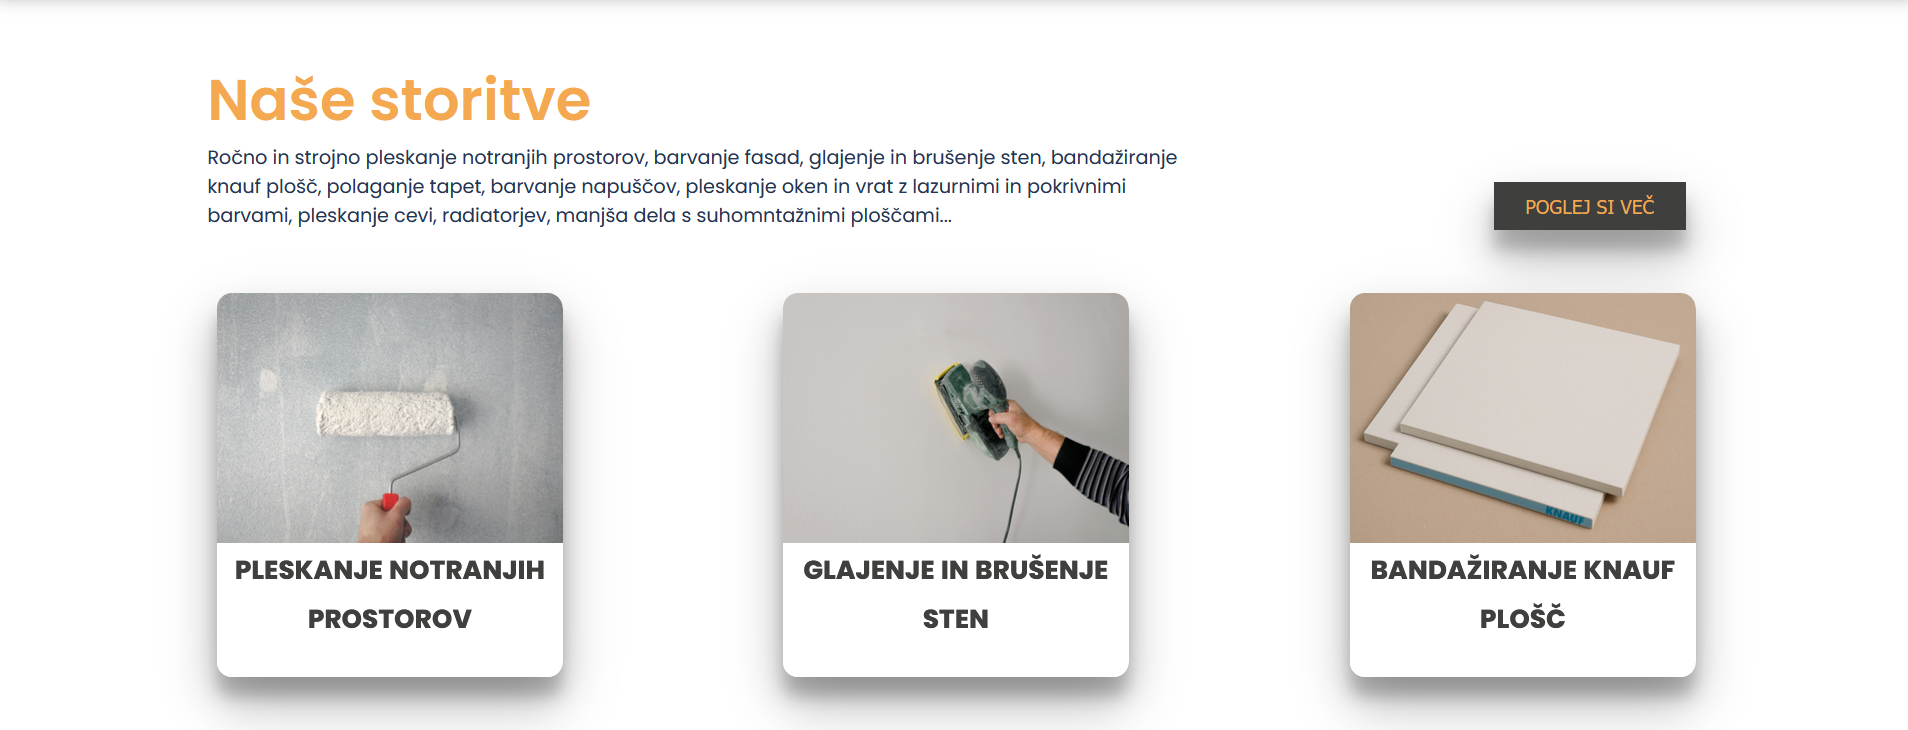 Naše storitve
Ročno in strojno pleskanje notranjih prostorov, barvanje fasad, glajenje in brušenje sten, bandažiranje
knauf plošč, polaganje tapet, barvanje napuščov, pleskanje oken in vrat z lazurnimi in pokrivnimi
barvami, pleskanje cevi, radiatorjev, manjša dela s suhomntažnimi ploščami...
POGLEJ SI VEČ
KNAUF
PLESKANJE NOTRANJIH
PROSTOROV
GLAJENJE IN BRUŠENJE
STEN
BANDAŽIRANJE KNAUF
PLOŠČ